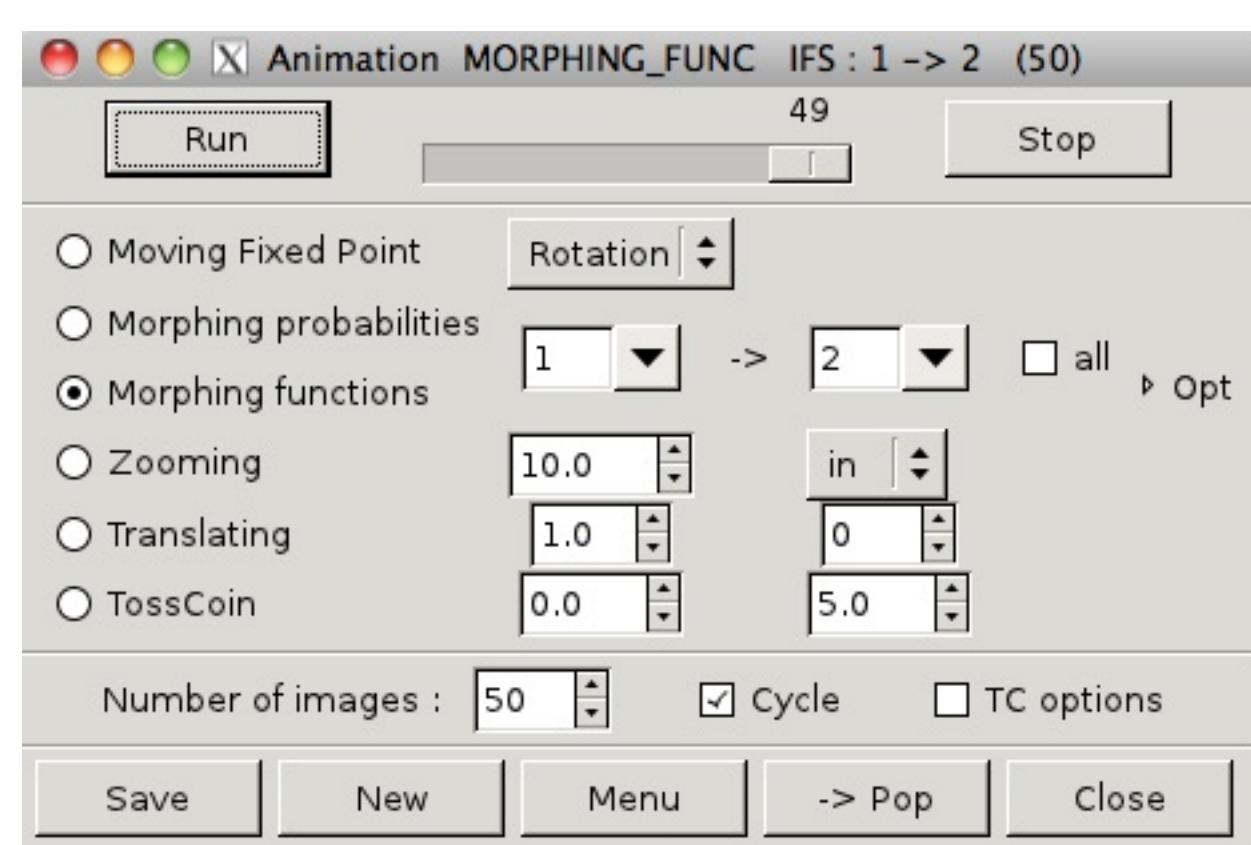 X Animation MORPHING_FUNC IFS : 1 -> 2 (50)
49
Run Stop
Moving Fixed Point Rotation
Morphing probabilities
1 -> 2 all
Morphing functions Opt
Zooming 10.0 in
Translating 1.0 0
TossCoin 0.0 5.0
Number of images : 50 Cycle TC options
Save New Menu -> Pop Close